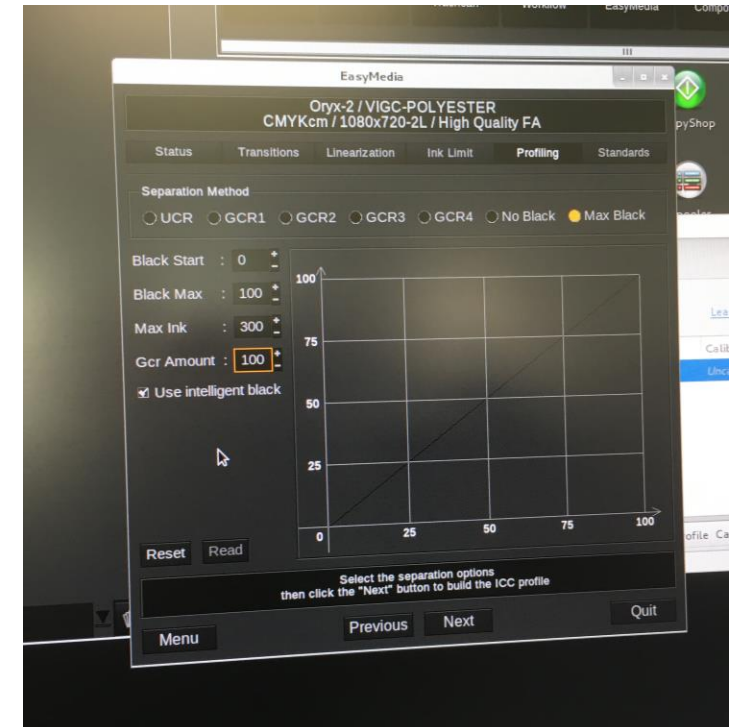 Workflow EasyMedia
EasyMedia
Oryx-2 / VIGC-POLYESTER
CMYKcm / 1080x720-2L / High Quality FA
Status Transitions Linearization Ink Limit Profiling Standards
Separation Method
UCR GCR1 GCR2 GCR3 GCR4 No Black Max Black
Black Start : 0
Black Max : 100
Max Ink : 300
Gcr Amount : 100
Use intelligent black
100
75
50
25
0 25 50 75 100
Reset Read
Select the separation options
then click the "Next" button to build the ICC profile
Menu Previous Next Quit
pyShop
Lea
Calib
Unca
ofile Ca